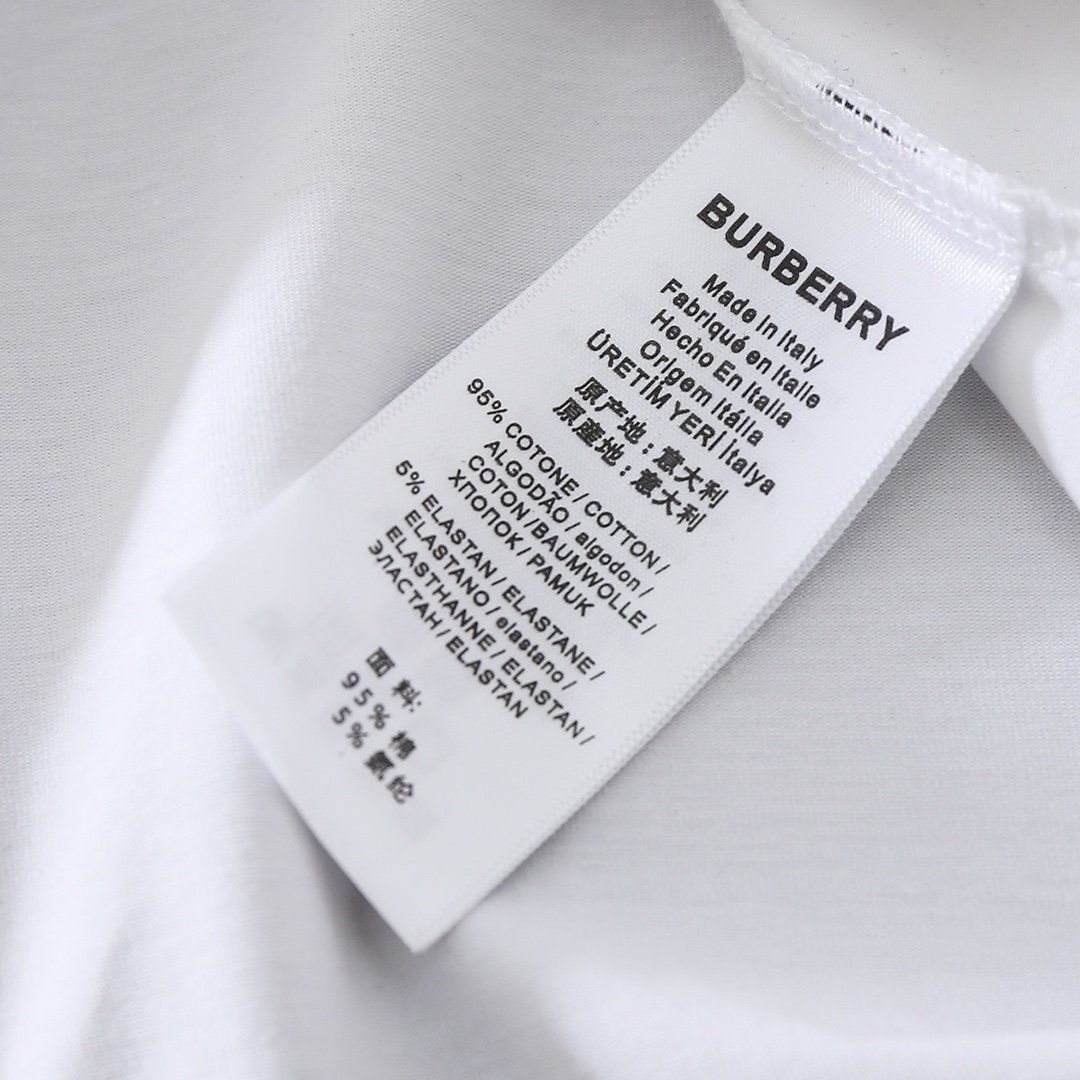 BURBERRY
Made in Italy
Fabriqué en Italie
Hecho En Italia
Origem Itália
ÜRETİM YERİ İtalya
原产地：意大利
原產地：意大利
95% COTONE / COTTON /
ALGODÃO / algodon /
COTON / BAUMWOLLE /
ХПОПОК / PAMUK
5% ELASTAN / ELASTANE /
ELASTANO / elastano /
ELASTHANNE / ELASTAN /
ЭЛАСТАН / ELASTAN
面料:
95% 棉
5% 氨纶